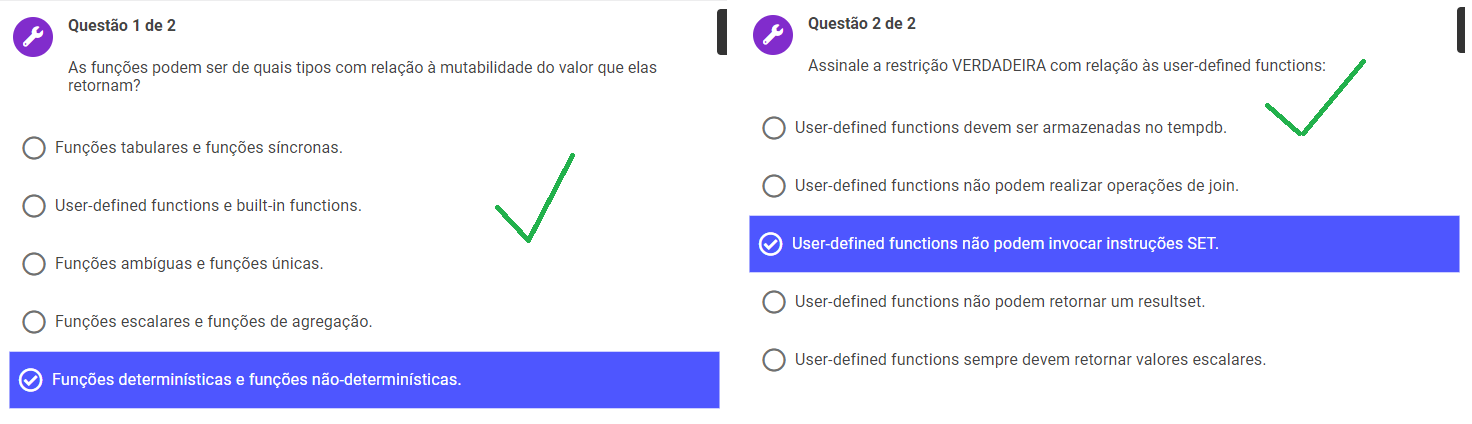 Questão 1 de 2
As funções podem ser de quais tipos com relação à mutabilidade do valor que elas
retornam?
Funções tabulares e funções síncronas.
User-defined functions e built-in functions.
Funções ambíguas e funções únicas.
Funções escalares e funções de agregação.
Funções determinísticas e funções não-determinísticas.
Questão 2 de 2
Assinale a restrição VERDADEIRA com relação às user-defined functions:
User-defined functions devem ser armazenadas no tempdb.
User-defined functions não podem realizar operações de join.
User-defined functions não podem invocar instruções SET.
User-defined functions não podem retornar um resultset.
User-defined functions sempre devem retornar valores escalares.